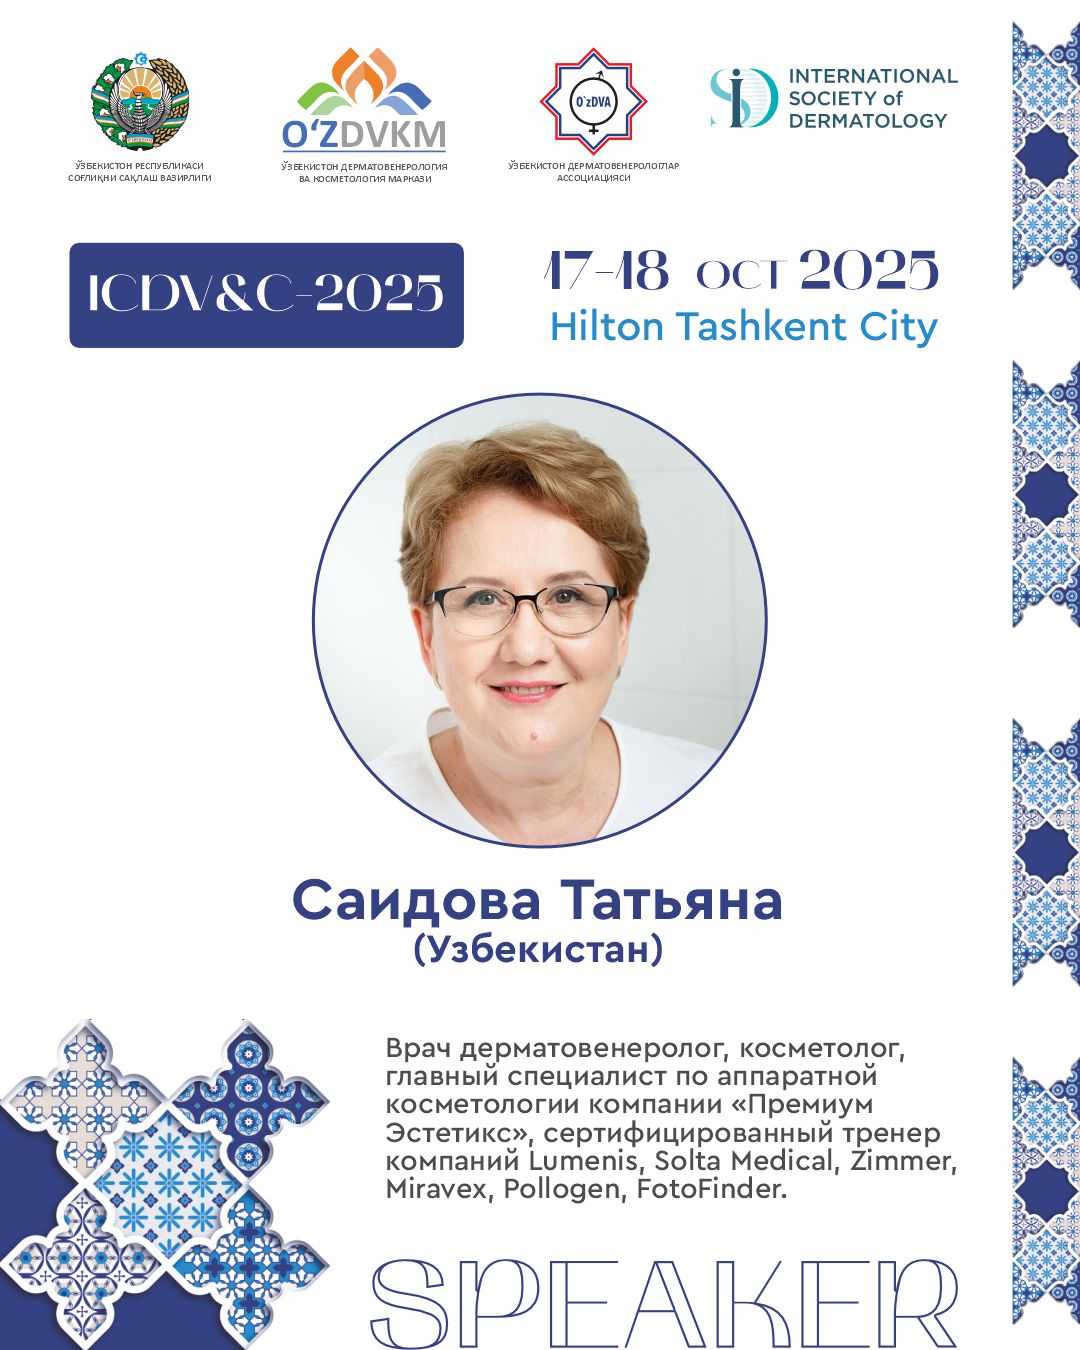 ЎЗБЕКИСТОН РЕСПУБЛИКАСИ
СОҒЛИҚНИ САҚЛАШ ВАЗИРЛИГИ
O‘ZDVKM
ЎЗБЕКИСТОН ДЕРМАТОВЕНЕРОЛОГИЯ
ВА КОСМЕТОЛОГИЯ МАРКАЗИ
O`zDVA
ЎЗБЕКИСТОН ДЕРМАТОВЕНЕРОЛОГЛАР
АССОЦИАЦИЯСИ
SID
INTERNATIONAL
SOCIETY of
DERMATOLOGY
ICDV&C-2025
17-18 ОСТ 2025
Hilton Tashkent City
Саидова Татьяна
(Узбекистан)
Врач дерматовенеролог, косметолог,
главный специалист по аппаратной
косметологии компании «Премиум
Эстетикс», сертифицированный тренер
компаний Lumenis, Solta Medical, Zimmer,
Miravex, Pollogen, FotoFinder.
SPEAKER